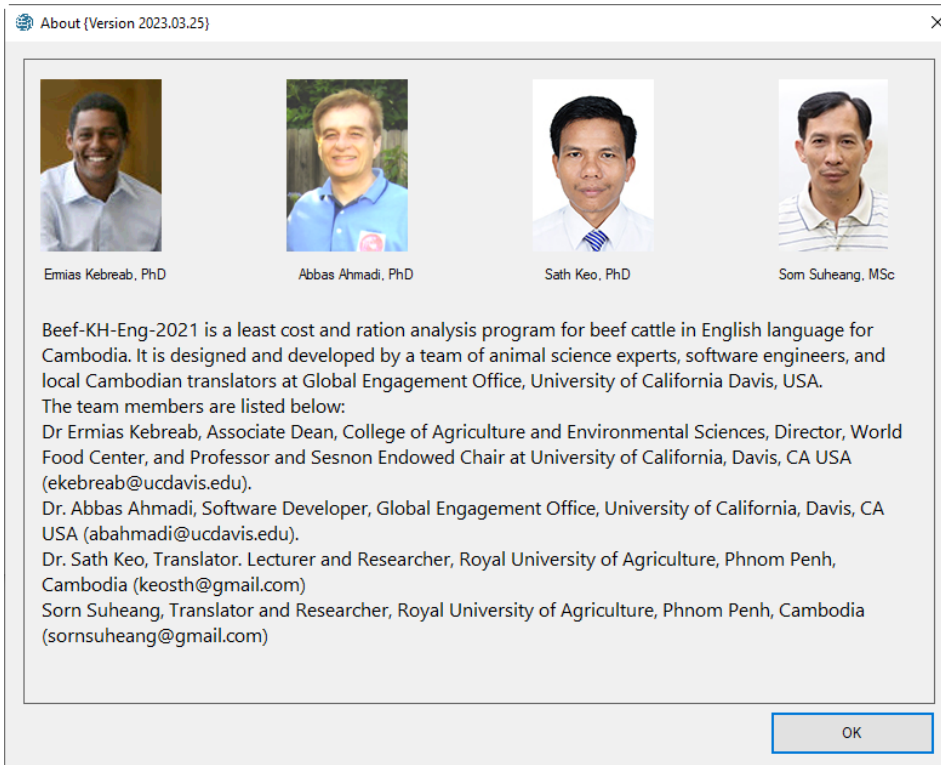 About {Version 2023.03.25}
Ermias Kebreab, PhD
Abbas Ahmadi, PhD
Sath Keo, PhD
Sorn Suheang, MSc
Beef-KH-Eng-2021 is a least cost and ration analysis program for beef cattle in English language for
Cambodia. It is designed and developed by a team of animal science experts, software engineers, and
local Cambodian translators at Global Engagement Office, University of California Davis, USA.
The team members are listed below:
Dr Ermias Kebreab, Associate Dean, College of Agriculture and Environmental Sciences, Director, World
Food Center, and Professor and Sesnon Endowed Chair at University of California, Davis, CA USA
(ekebreab@ucdavis.edu).
Dr. Abbas Ahmadi, Software Developer, Global Engagement Office, University of California, Davis, CA
USA (abahmadi@ucdavis.edu).
Dr. Sath Keo, Translator. Lecturer and Researcher, Royal University of Agriculture, Phnom Penh,
Cambodia (keosth@gmail.com)
Sorn Suheang, Translator and Researcher, Royal University of Agriculture, Phnom Penh, Cambodia
(sornsuheang@gmail.com)
OK